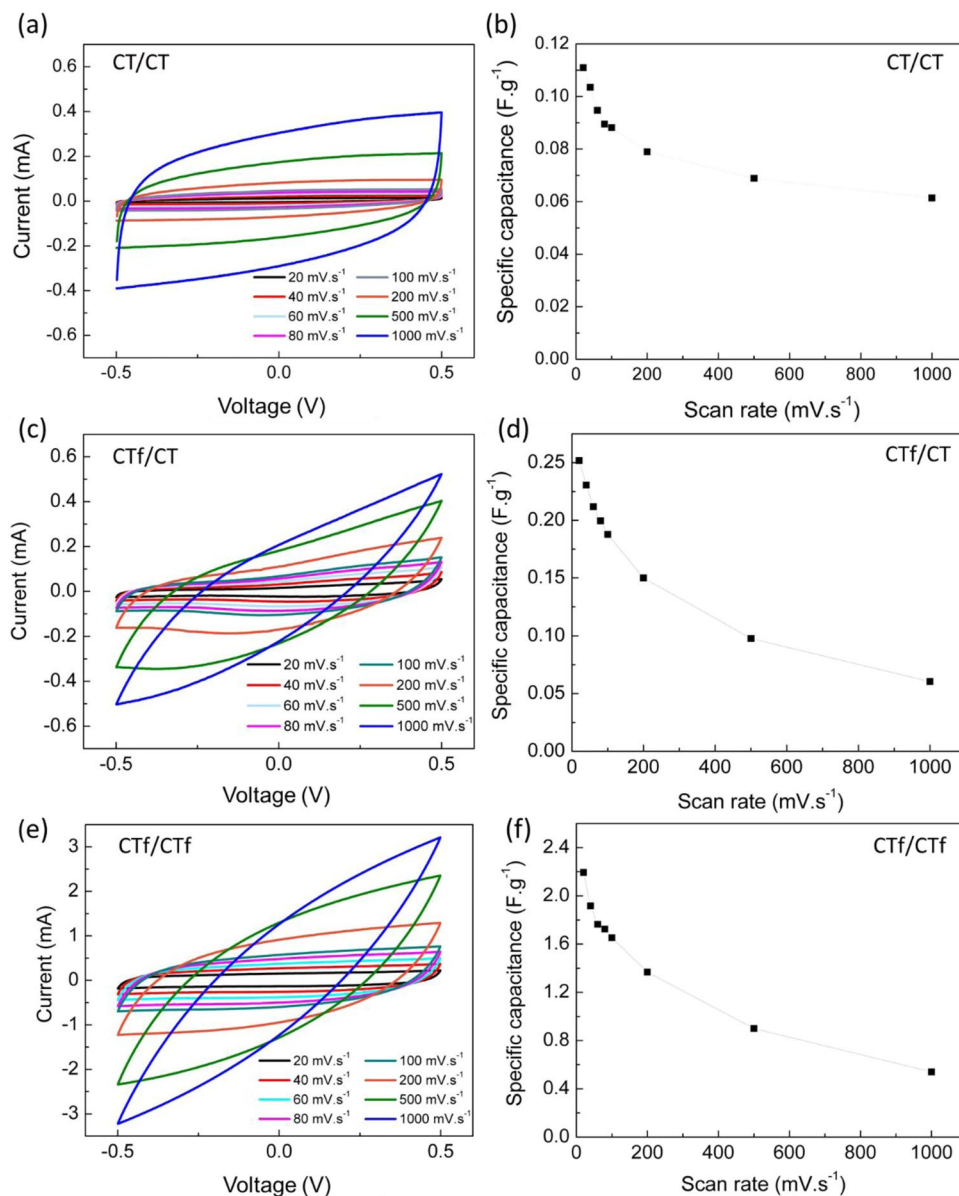 (a)
CT/CT
0.6
0.4
0.2
0.0
-0.2
-0.4
-0.6
Current (mA)
20 mV.s⁻¹ 100 mV.s⁻¹
40 mV.s⁻¹ 200 mV.s⁻¹
60 mV.s⁻¹ 500 mV.s⁻¹
80 mV.s⁻¹ 1000 mV.s⁻¹
-0.5 0.0 0.5
Voltage (V)
(b)
CT/CT
0.12
0.10
0.08
0.06
0.04
0.02
0.00
Specific capacitance (F.g⁻¹)
0 200 400 600 800 1000
Scan rate (mV.s⁻¹)
(c)
CTf/CT
0.6
0.4
0.2
0.0
-0.2
-0.4
-0.6
Current (mA)
20 mV.s⁻¹ 100 mV.s⁻¹
40 mV.s⁻¹ 200 mV.s⁻¹
60 mV.s⁻¹ 500 mV.s⁻¹
80 mV.s⁻¹ 1000 mV.s⁻¹
-0.5 0.0 0.5
Voltage (V)
(d)
CTf/CT
0.25
0.20
0.15
0.10
0.05
0.00
Specific capacitance (F.g⁻¹)
0 200 400 600 800 1000
Scan rate (mV.s⁻¹)
(e)
CTf/CTf
3
2
1
0
-1
-2
-3
Current (mA)
20 mV.s⁻¹ 100 mV.s⁻¹
40 mV.s⁻¹ 200 mV.s⁻¹
60 mV.s⁻¹ 500 mV.s⁻¹
80 mV.s⁻¹ 1000 mV.s⁻¹
-0.5 0.0 0.5
Voltage (V)
(f)
CTf/CTf
2.4
2.0
1.6
1.2
0.8
0.4
0.0
Specific capacitance (F.g⁻¹)
0 200 400 600 800 1000
Scan rate (mV.s⁻¹)